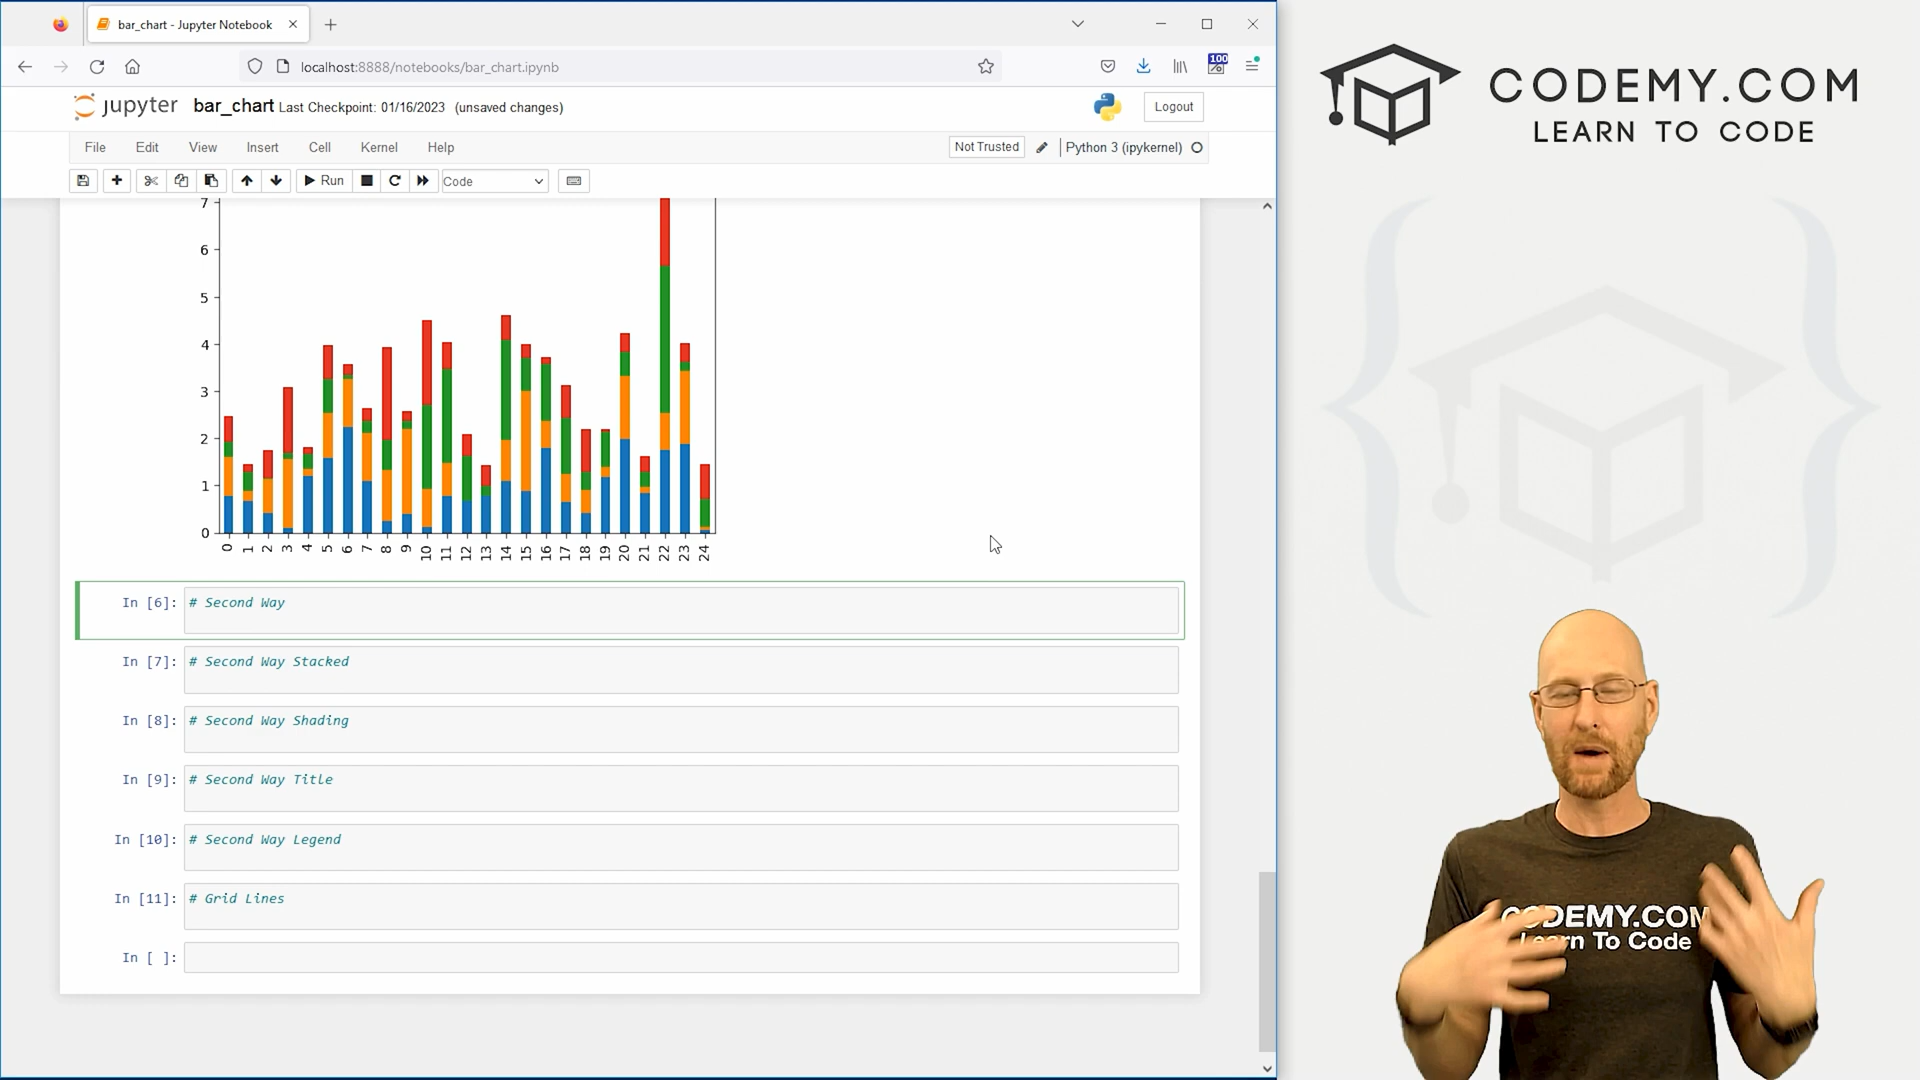 bar_chart - Jupyter Notebook
localhost:8888/notebooks/bar_chart.ipynb
100
jupyter bar_chart Last Checkpoint: 01/16/2023 (unsaved changes)
Logout
File Edit View Insert Cell Kernel Help
Not Trusted
Python 3 (ipykernel)
Run
Code
7
6
5
4
3
2
1
0
0 1 2 3 4 5 6 7 8 9 10 11 12 13 14 15 16 17 18 19 20 21 22 23 24
In [6]: # Second Way
In [7]: # Second Way Stacked
In [8]: # Second Way Shading
In [9]: # Second Way Title
In [10]: # Second Way Legend
In [11]: # Grid Lines
In [ ]:
CODEMY.COM
LEARN TO CODE
CODEMY.COM
Learn To Code